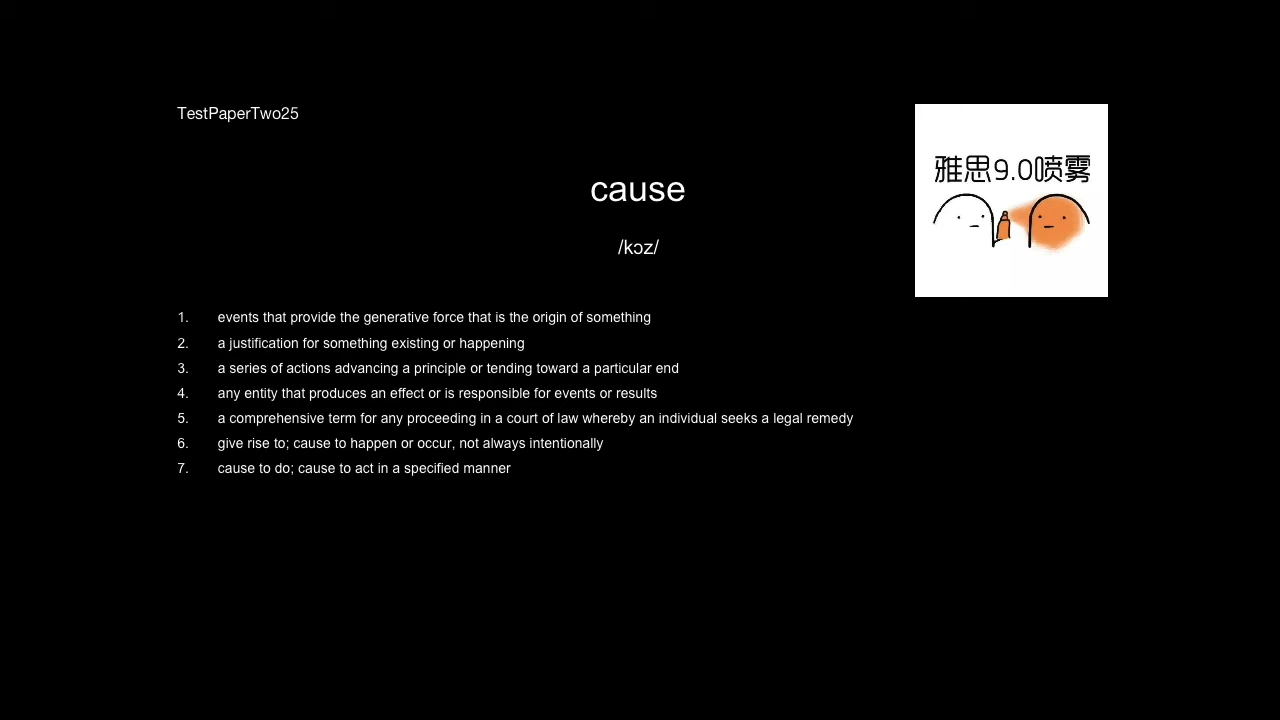 TestPaperTwo25
雅思9.0喷雾
cause
/kɔz/
1. events that provide the generative force that is the origin of something
2. a justification for something existing or happening
3. a series of actions advancing a principle or tending toward a particular end
4. any entity that produces an effect or is responsible for events or results
5. a comprehensive term for any proceeding in a court of law whereby an individual seeks a legal remedy
6. give rise to; cause to happen or occur, not always intentionally
7. cause to do; cause to act in a specified manner